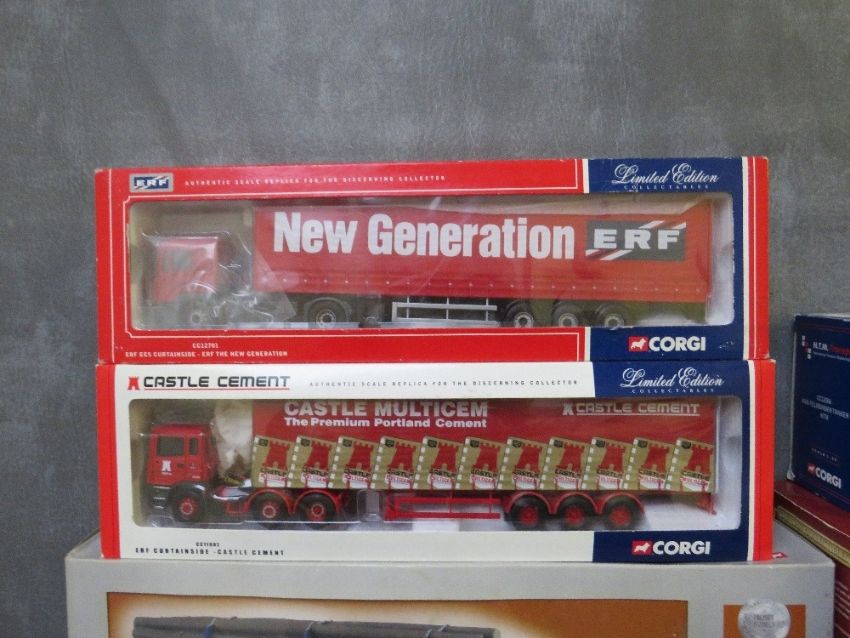 ERF AUTHENTIC SCALE REPLICA FOR THE DISCERNING COLLECTOR
Limited Edition
COLLECTABLES
New Generation ERF
CC12701
ERF ECS CURTAINSIDE - ERF THE NEW GENERATION
CORGI
CASTLE CEMENT AUTHENTIC SCALE REPLICA FOR THE DISCERNING COLLECTOR
Limited Edition
COLLECTABLES
CASTLE MULTICEM
The Premium Portland Cement
CASTLE CEMENT
ERF CURTAINSIDE - CASTLE CEMENT
CORGI
CORGI